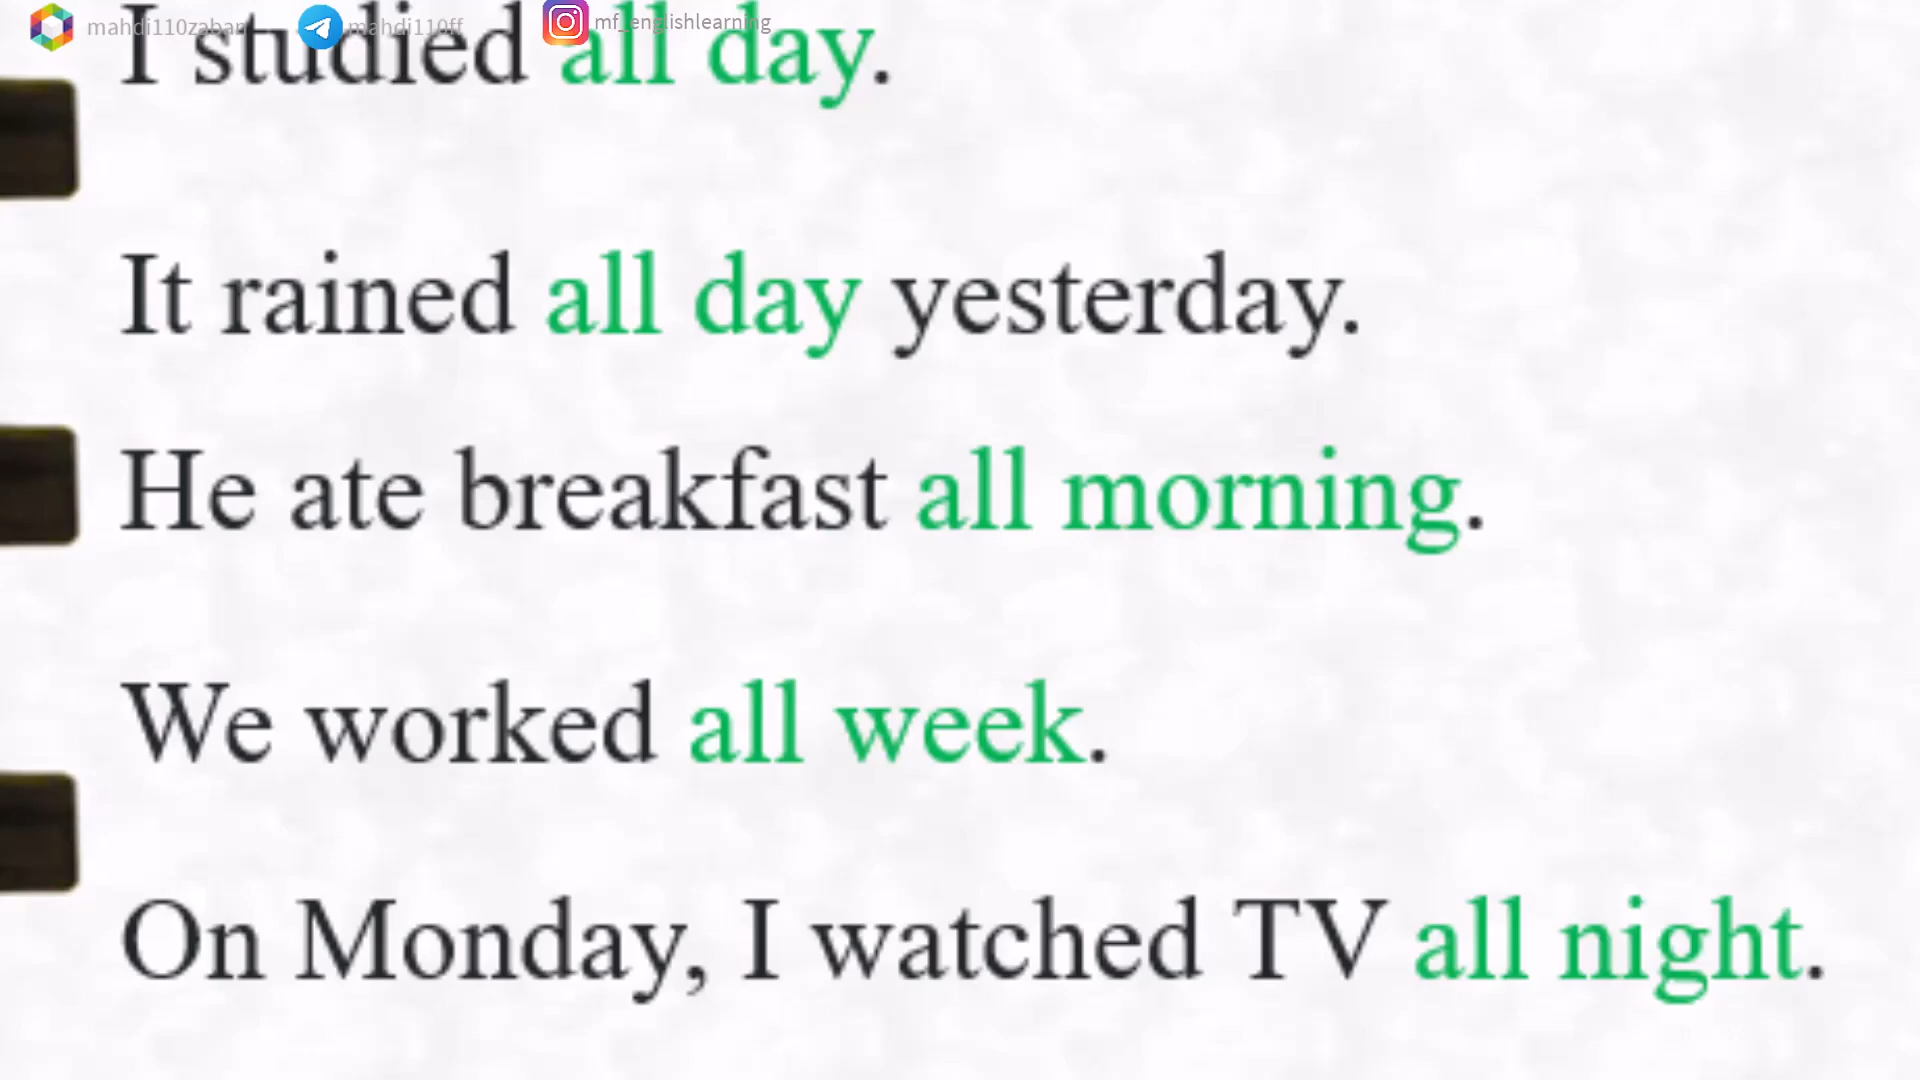 mahdi110zaban mahdi110ff mf_englishlearning
I studied all day.
It rained all day yesterday.
He ate breakfast all morning.
We worked all week.
On Monday, I watched TV all night.